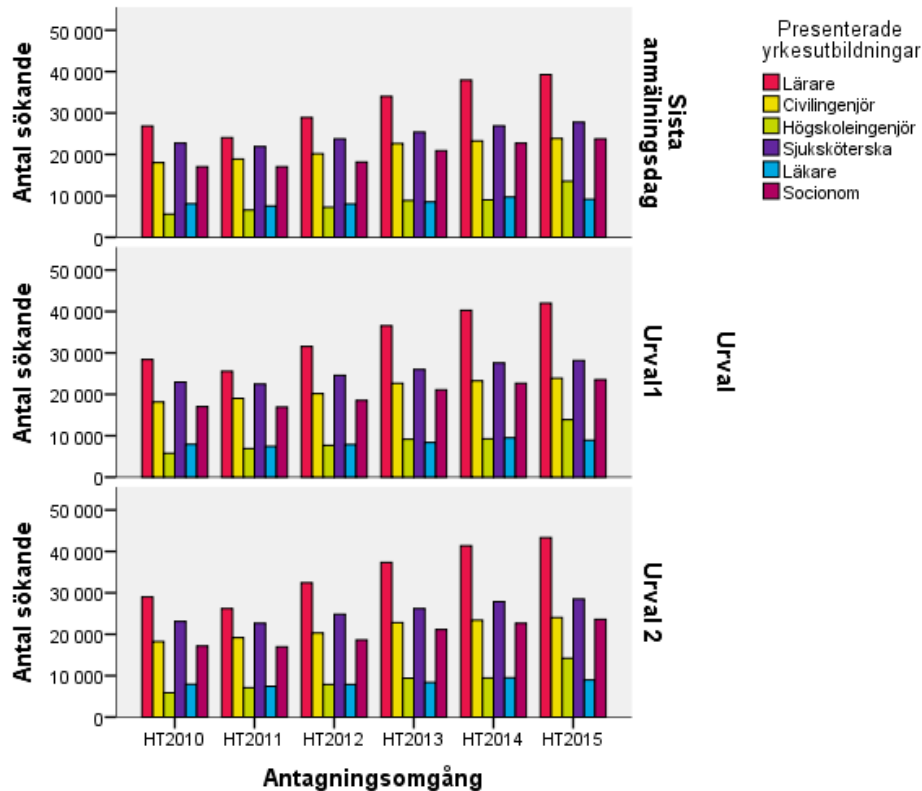 Presenterade
yrkesutbildningar
Lärare
Civilingenjör
Högskoleingenjör
Sjuksköterska
Läkare
Socionom
Antal sökande
50 000
40 000
30 000
20 000
10 000
0
Sista
anmälningsdag
Antal sökande
50 000
40 000
30 000
20 000
10 000
0
Urval1
Urval
Antal sökande
50 000
40 000
30 000
20 000
10 000
0
Urval 2
HT2010 HT2011 HT2012 HT2013 HT2014 HT2015
Antagningsomgång